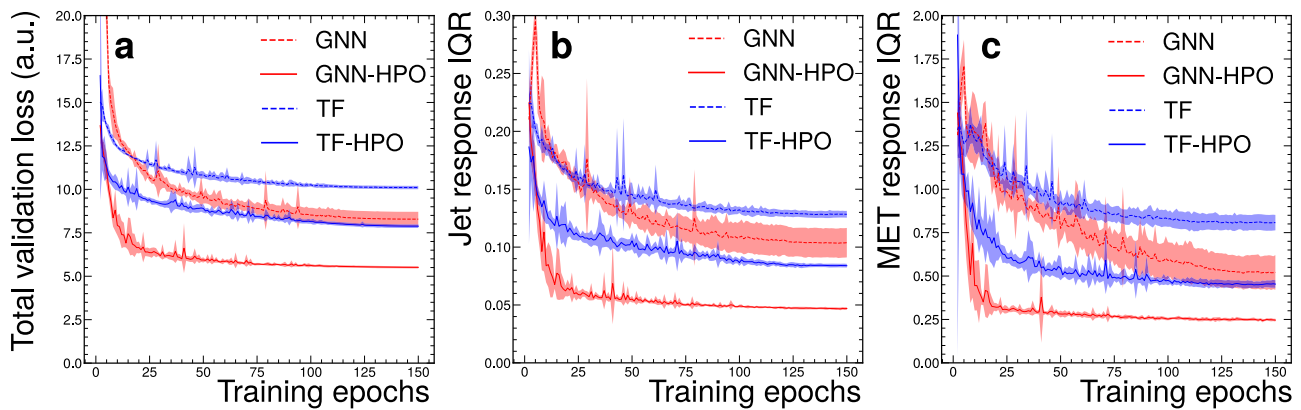 Total validation loss (a.u.)
20.0
17.5
15.0
12.5
10.0
7.5
5.0
2.5
0.0
a
GNN
GNN-HPO
TF
TF-HPO
0
25
50
75
100
125
150
Training epochs
Jet response IQR
0.30
0.25
0.20
0.15
0.10
0.05
0.00
b
GNN
GNN-HPO
TF
TF-HPO
0
25
50
75
100
125
150
Training epochs
MET response IQR
2.00
1.75
1.50
1.25
1.00
0.75
0.50
0.25
0.00
c
GNN
GNN-HPO
TF
TF-HPO
0
25
50
75
100
125
150
Training epochs